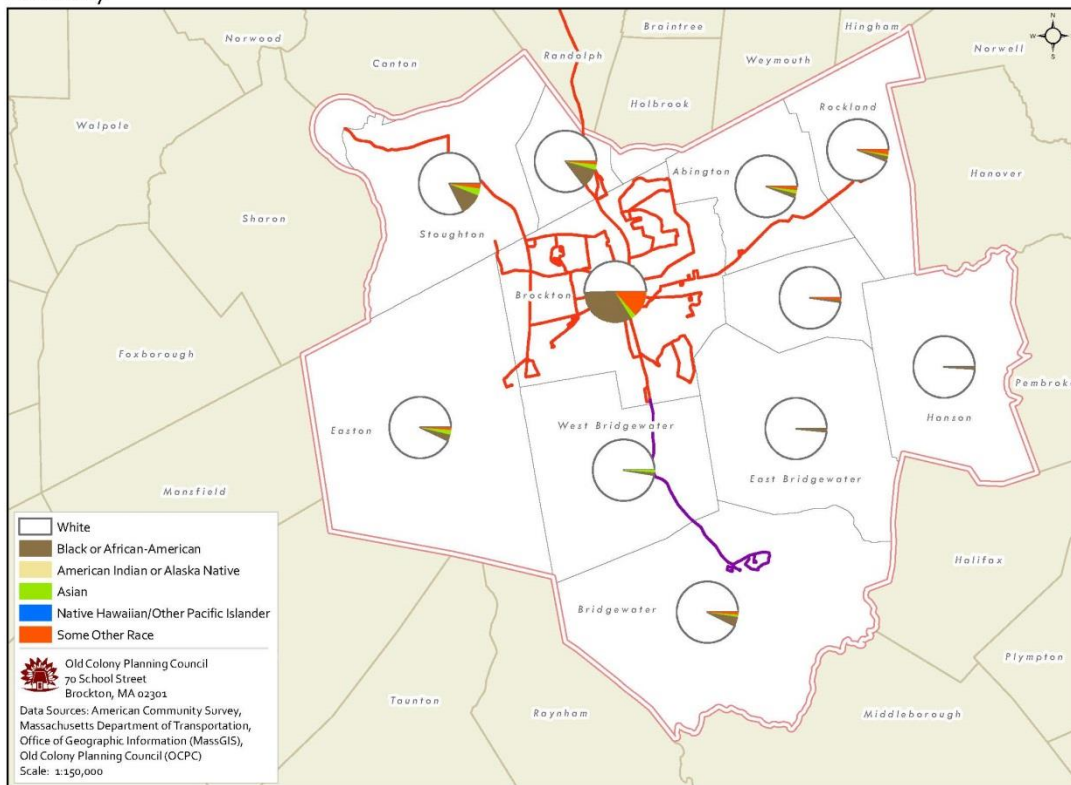 Norwood
Canton
Randolph
Braintree
Hingham
Weymouth
Norwell
N
W
S
Walpole
Holbrook
Rockland
Abington
Hanover
Sharon
Stoughton
Brockton
Foxborough
Pembroke
Hanson
Easton
West Bridgewater
East Bridgewater
Mansfield
Halifox
Bridgewater
Plympton
Taunton
Raynham
Middleborough
White
Black or African-American
American Indian or Alaska Native
Asian
Native Hawaiian/Other Pacific Islander
Some Other Race
Old Colony Planning Council
70 School Street
Brockton, MA 02301
Data Sources: American Community Survey,
Massachusetts Department of Transportation,
Office of Geographic Information (MassGIS),
Old Colony Planning Council (OCPC)
Scale: 1:150,000